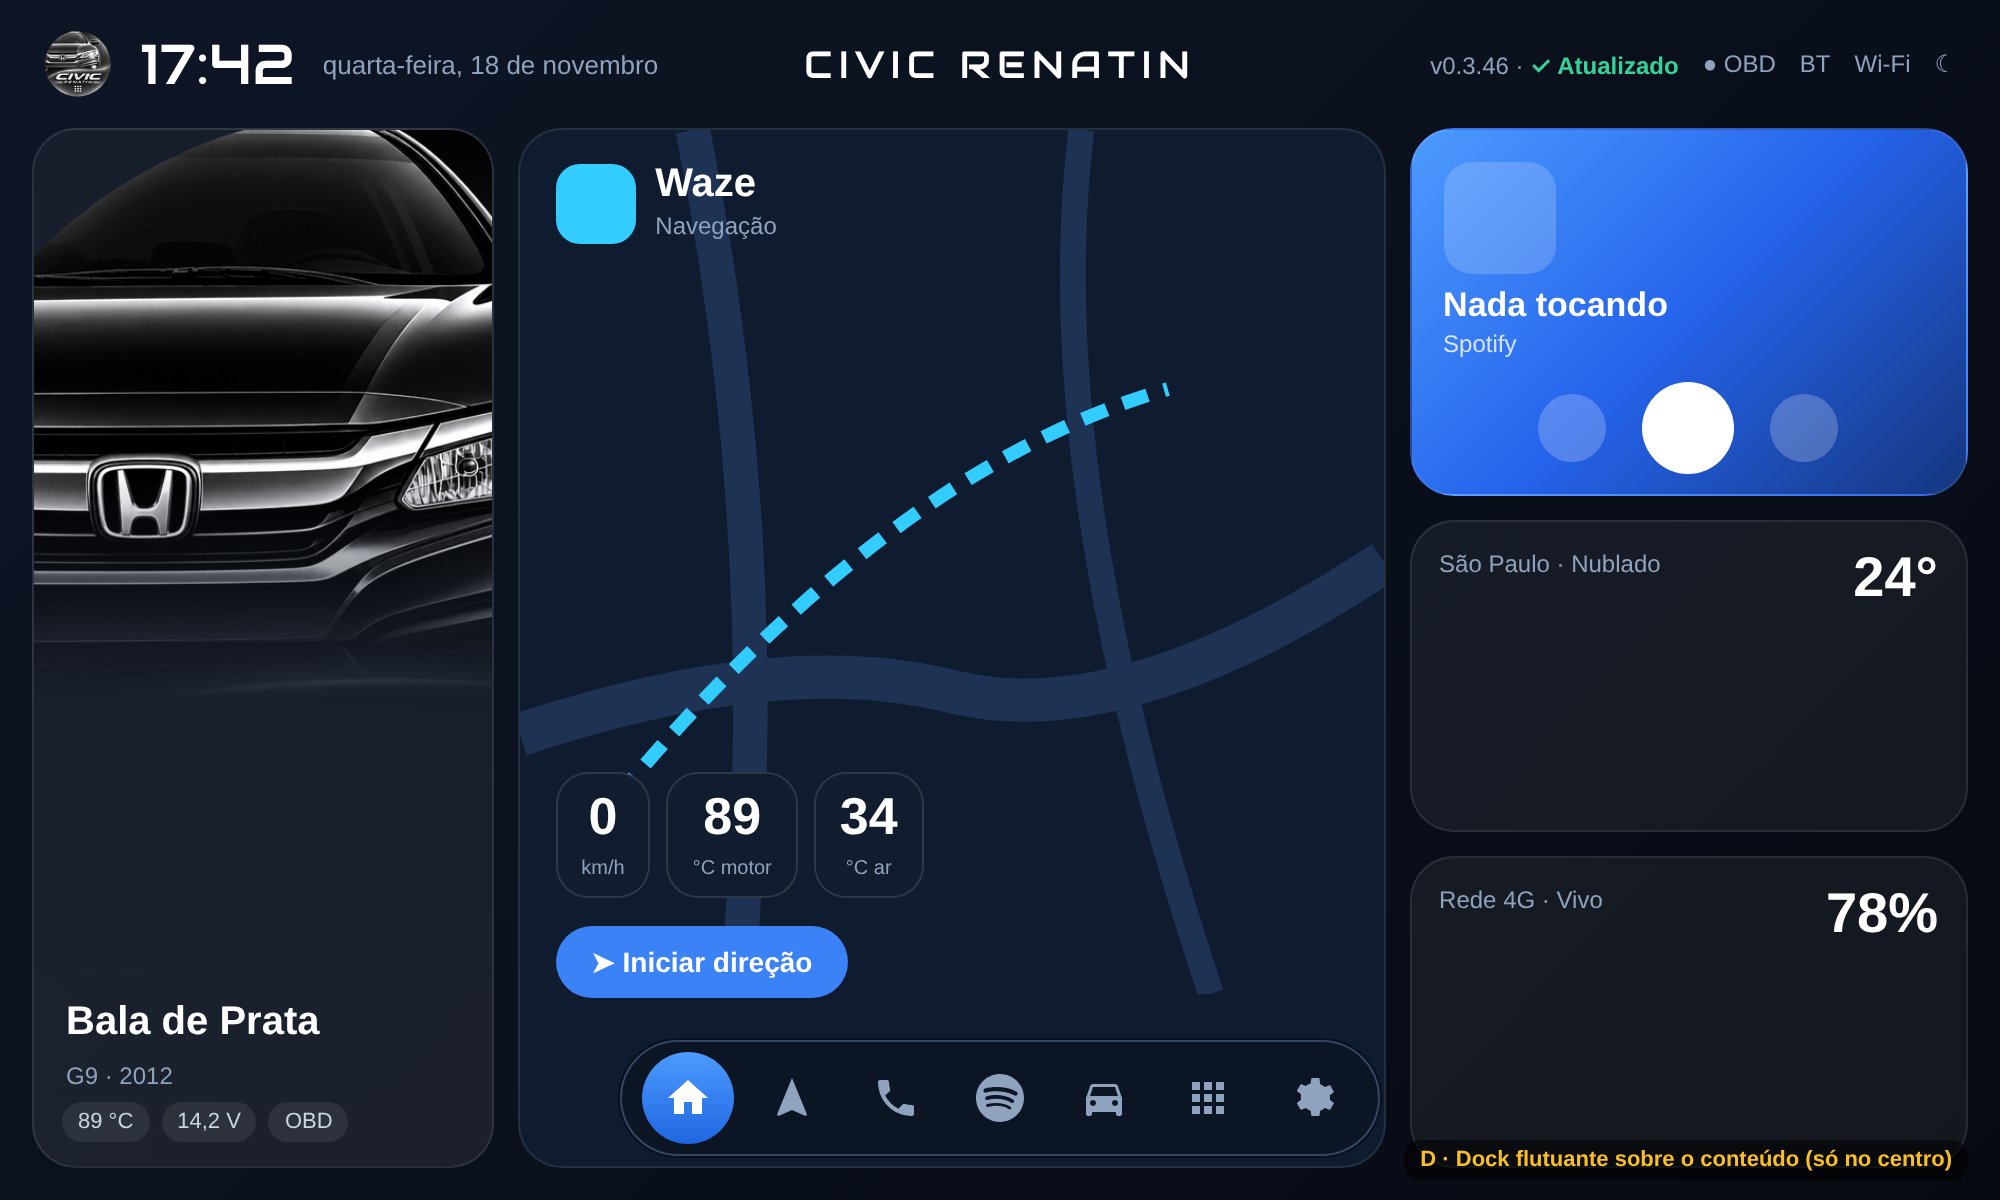 CIVIC
17:42
quarta-feira, 18 de novembro
CIVIC RENATIN
v0.3.46 · ✓ Atualizado
OBD
BT
Wi-Fi
Waze
Navegação
Nada tocando
Spotify
São Paulo · Nublado
24°
0
km/h
89
°C motor
34
°C ar
Rede 4G · Vivo
78%
➤ Iniciar direção
Bala de Prata
G9 · 2012
89 °C
14,2 V
OBD
D · Dock flutuante sobre o conteúdo (só no centro)